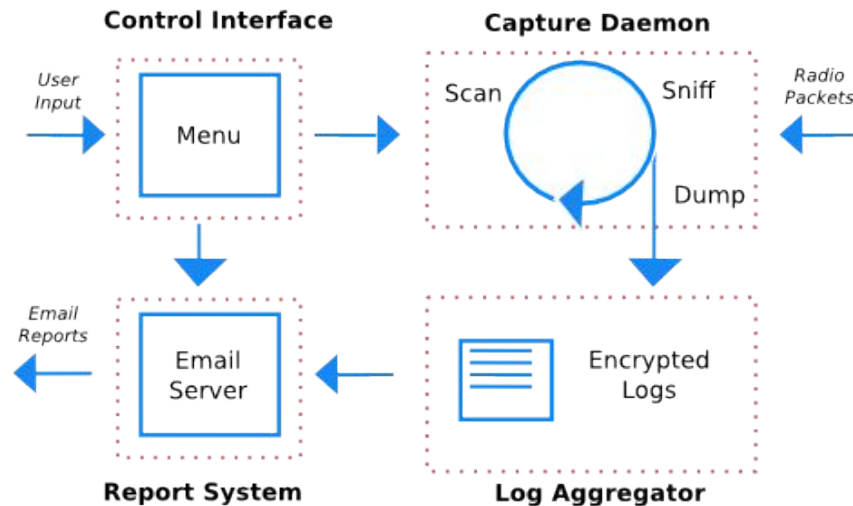 Control Interface
Capture Daemon
User
Input
Menu
Scan
Sniff
Dump
Radio
Packets
Email
Reports
Email
Server
Encrypted
Logs
Report System
Log Aggregator